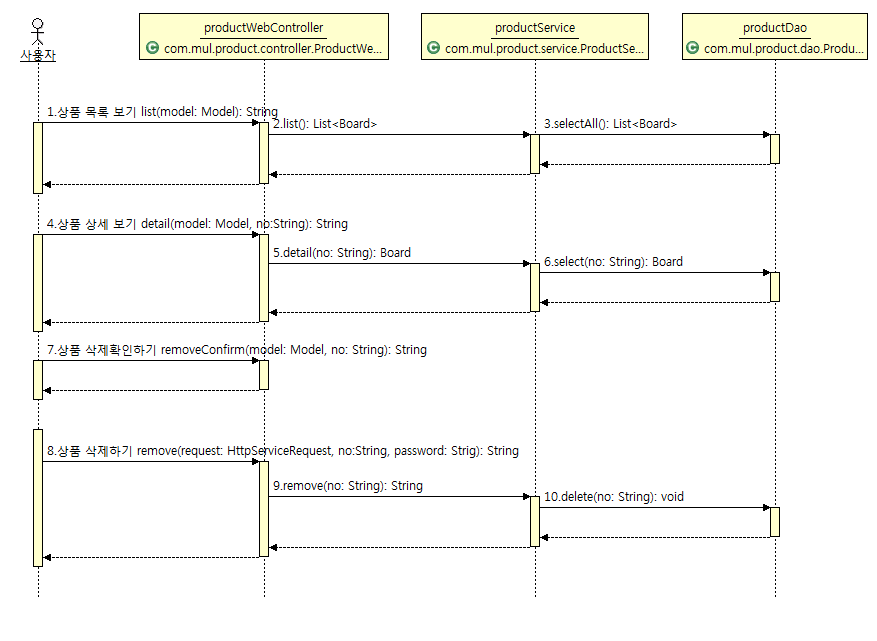 사용자
productWebController
com.mul.product.controller.ProductWe...
productService
com.mul.product.service.ProductSe...
productDao
com.mul.product.dao.Produ...
1.상품 목록 보기 list(model: Model): String
2.list(): List<Board>
3.selectAll(): List<Board>
4.상품 상세 보기 detail(model: Model, no:String): String
5.detail(no: String): Board
6.select(no: String): Board
7.상품 삭제확인하기 removeConfirm(model: Model, no: String): String
8.상품 삭제하기 remove(request: HttpServiceRequest, no:String, password: Strig): String
9.remove(no: String): String
10.delete(no: String): void